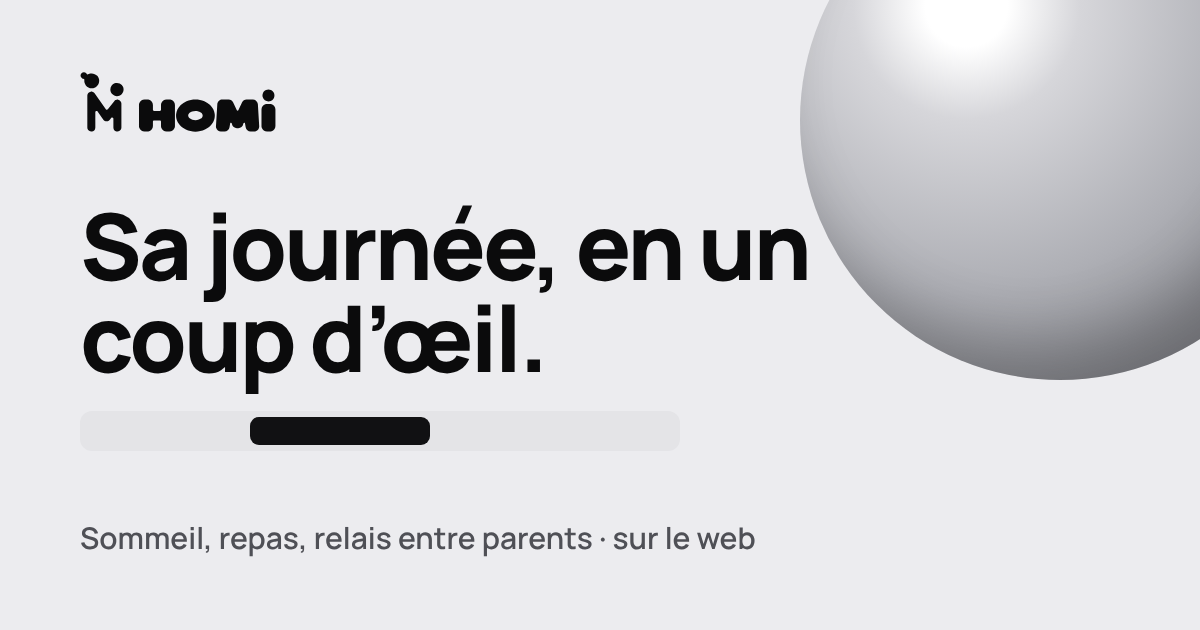 HOMi
Sa journée, en un
coup d’œil.
Sommeil, repas, relais entre parents · sur le web